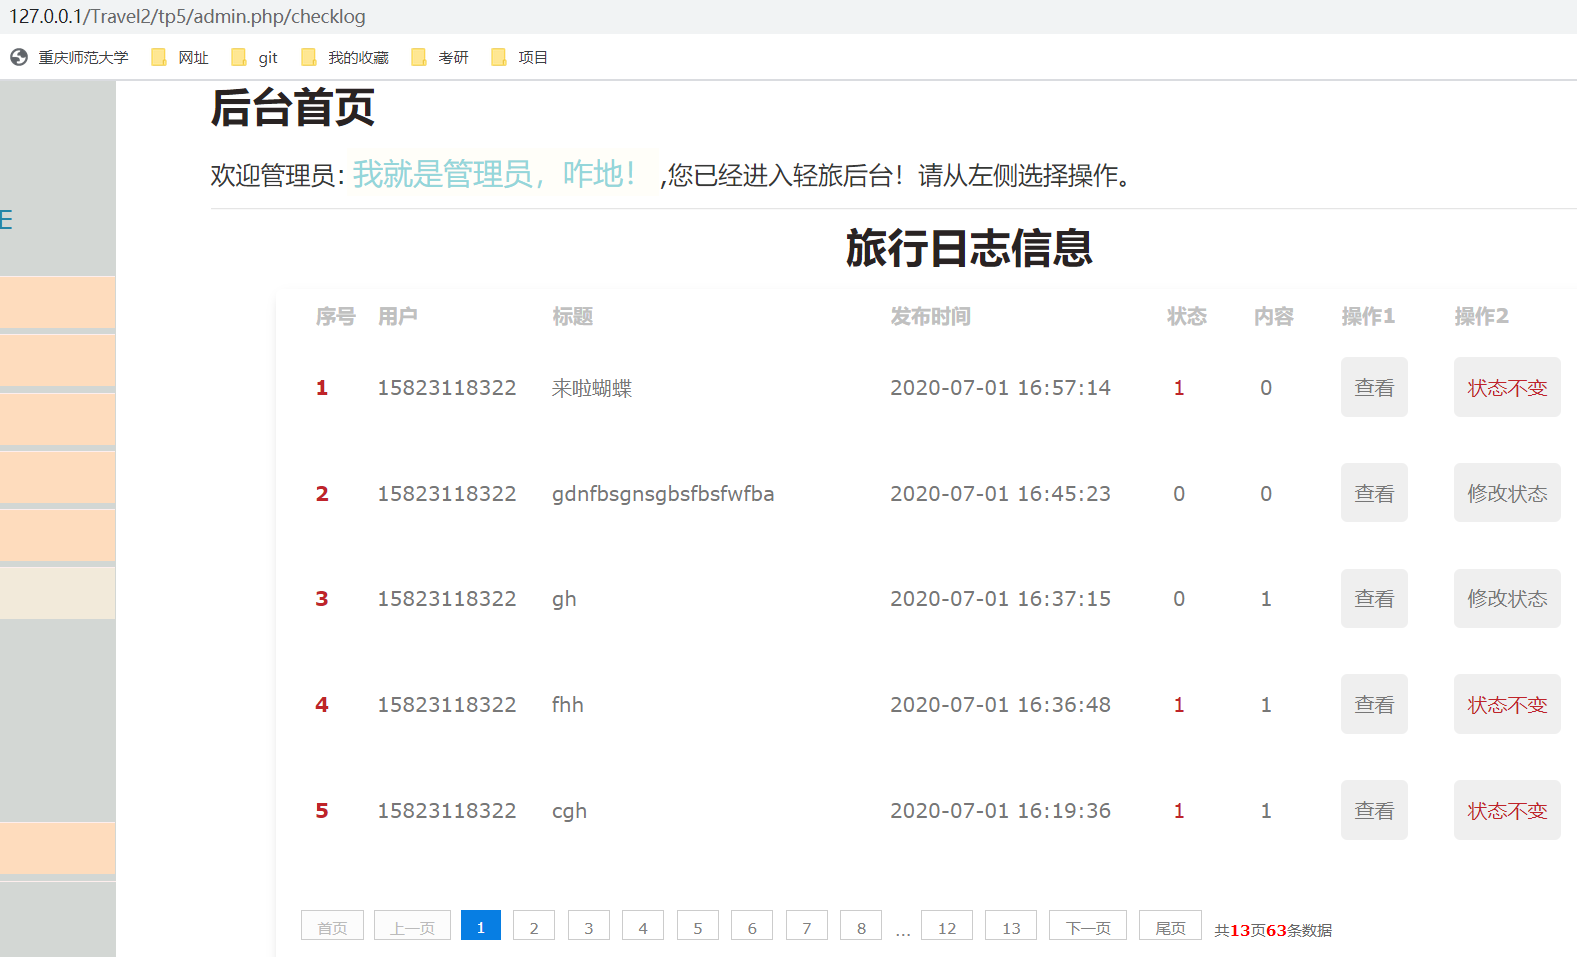 127.0.0.1/Travel2/tp5/admin.php/checklog
重庆师范大学 网址 git 我的收藏 考研 项目
后台首页
欢迎管理员: 我就是管理员，咋地！ ,您已经进入轻旅后台！请从左侧选择操作。
E
旅行日志信息
序号 用户 标题 发布时间 状态 内容 操作1 操作2
1 15823118322 来啦蝴蝶 2020-07-01 16:57:14 1 0 查看 状态不变
2 15823118322 gdnfbsgnsgbsfbsfwfba 2020-07-01 16:45:23 0 0 查看 修改状态
3 15823118322 gh 2020-07-01 16:37:15 0 1 查看 修改状态
4 15823118322 fhh 2020-07-01 16:36:48 1 1 查看 状态不变
5 15823118322 cgh 2020-07-01 16:19:36 1 1 查看 状态不变
首页 上一页 1 2 3 4 5 6 7 8 ... 12 13 下一页 尾页 共13页63条数据